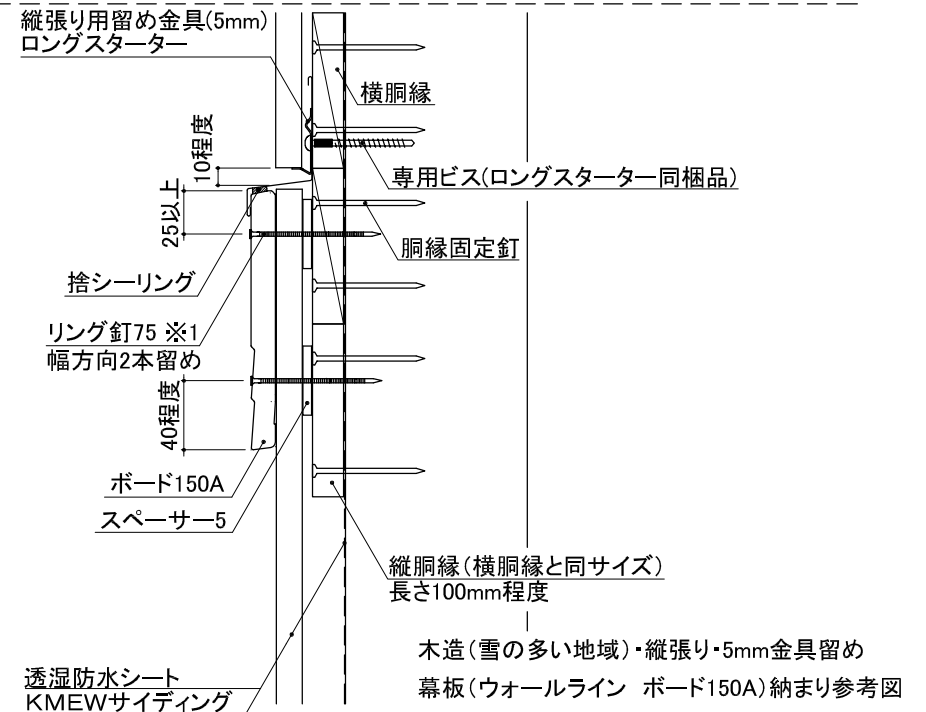 縦張り用留め金具(5mm)
ロングスターター
横胴縁
10程度
専用ビス(ロングスターター同梱品)
25以上
胴縁固定釘
捨シーリング
リング釘75 ※1
幅方向2本留め
40程度
ボード150A
スペーサー5
縦胴縁(横胴縁と同サイズ)
長さ100mm程度
透湿防水シート
KMEWサイディング
木造(雪の多い地域)・縦張り・5mm金具留め
幕板(ウォールライン ボード150A)納まり参考図